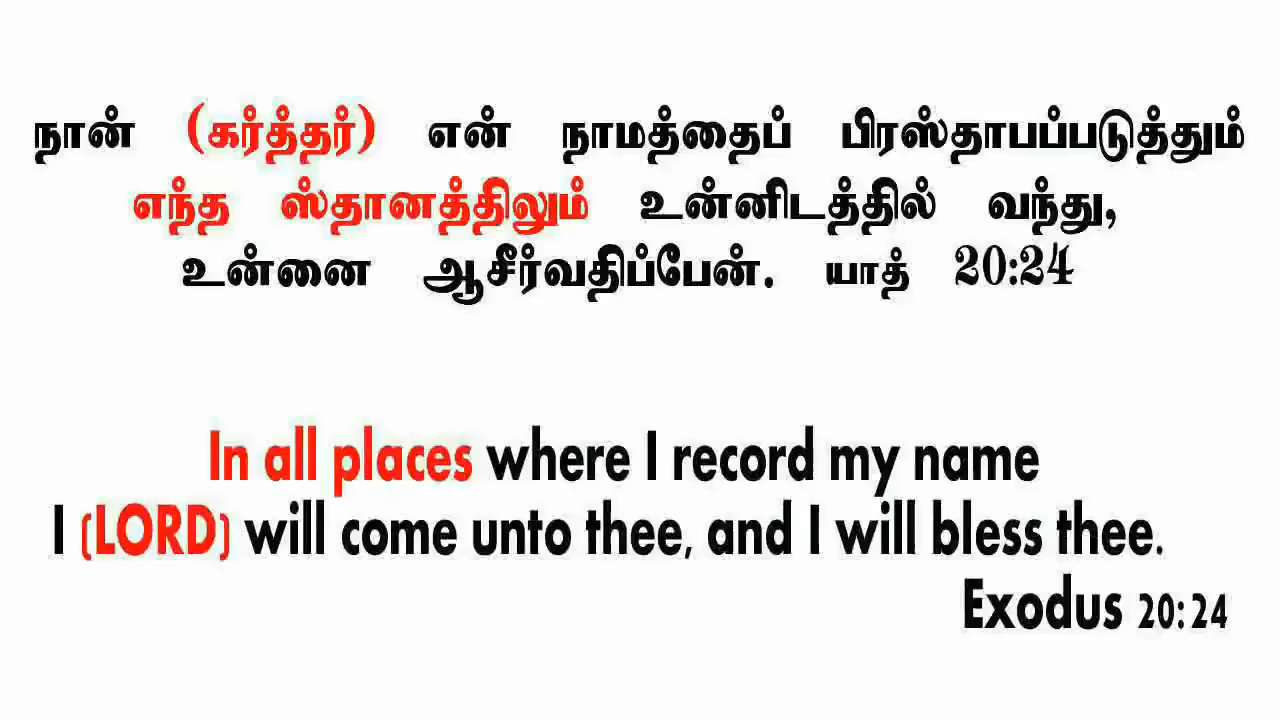 நான் (கர்த்தர்) என் நாமத்தைப் பிரஸ்தாபப்படுத்தும்
எந்த ஸ்தானத்திலும் உன்னிடத்தில் வந்து,
உன்னை ஆசீர்வதிப்பேன். யாத் 20:24
In all places where I record my name
I (LORD) will come unto thee, and I will bless thee.
Exodus 20:24